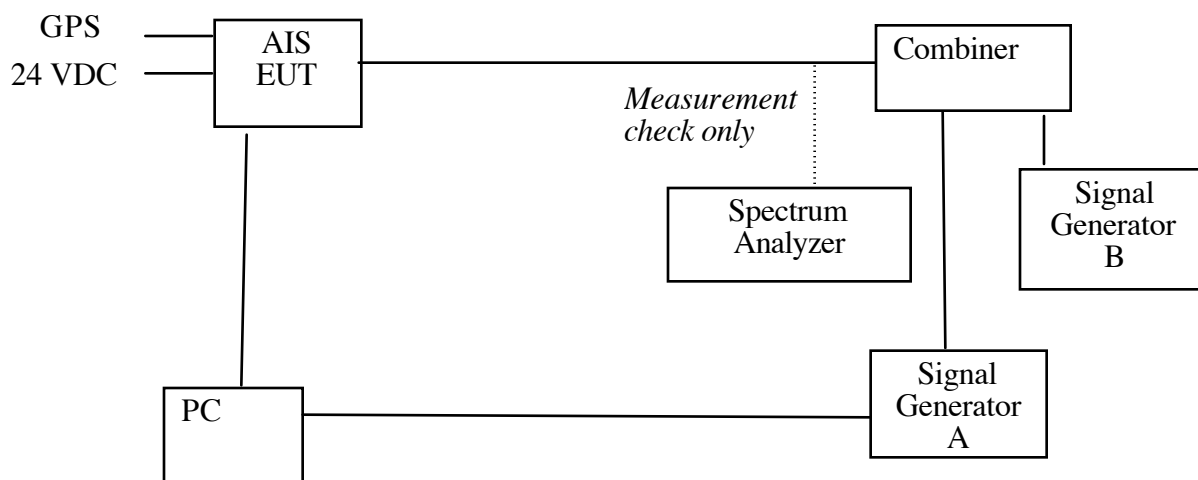 GPS
24 VDC
AIS
EUT
Combiner
Measurement
check only
Spectrum
Analyzer
Signal
Generator
B
PC
Signal
Generator
A